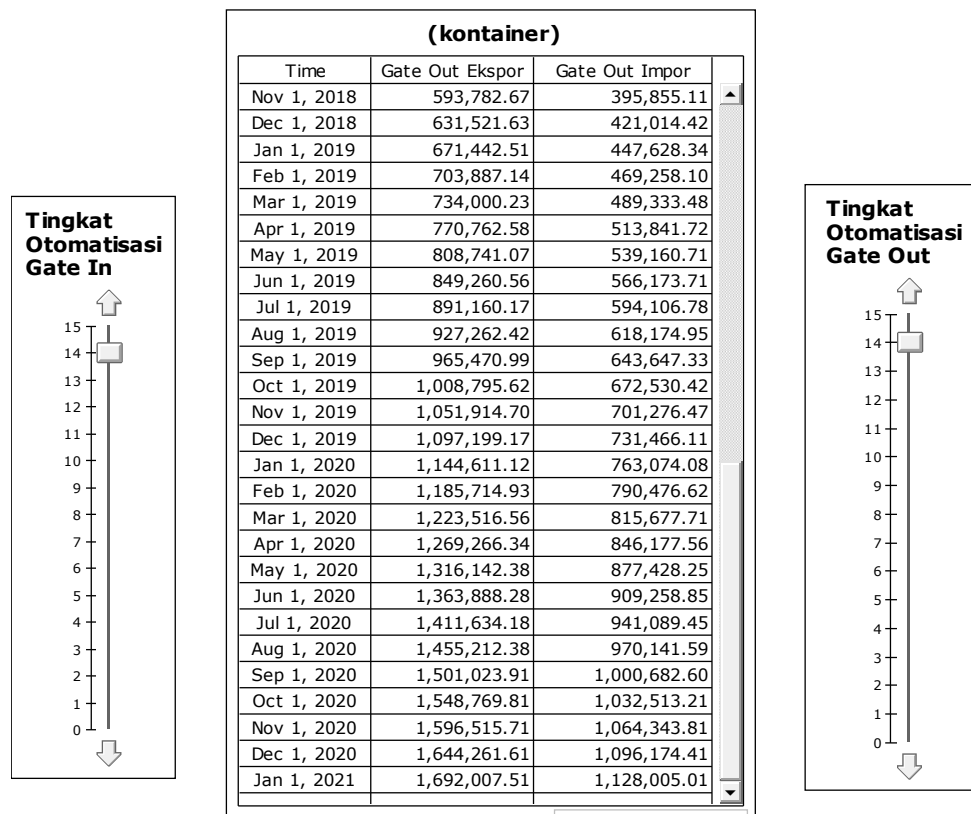 (kontainer)
Time Gate Out Ekspor Gate Out Impor
Nov 1, 2018 593,782.67 395,855.11
Dec 1, 2018 631,521.63 421,014.42
Jan 1, 2019 671,442.51 447,628.34
Feb 1, 2019 703,887.14 469,258.10
Mar 1, 2019 734,000.23 489,333.48
Apr 1, 2019 770,762.58 513,841.72
May 1, 2019 808,741.07 539,160.71
Jun 1, 2019 849,260.56 566,173.71
Jul 1, 2019 891,160.17 594,106.78
Aug 1, 2019 927,262.42 618,174.95
Sep 1, 2019 965,470.99 643,647.33
Oct 1, 2019 1,008,795.62 672,530.42
Nov 1, 2019 1,051,914.70 701,276.47
Dec 1, 2019 1,097,199.17 731,466.11
Jan 1, 2020 1,144,611.12 763,074.08
Feb 1, 2020 1,185,714.93 790,476.62
Mar 1, 2020 1,223,516.56 815,677.71
Apr 1, 2020 1,269,266.34 846,177.56
May 1, 2020 1,316,142.38 877,428.25
Jun 1, 2020 1,363,888.28 909,258.85
Jul 1, 2020 1,411,634.18 941,089.45
Aug 1, 2020 1,455,212.38 970,141.59
Sep 1, 2020 1,501,023.91 1,000,682.60
Oct 1, 2020 1,548,769.81 1,032,513.21
Nov 1, 2020 1,596,515.71 1,064,343.81
Dec 1, 2020 1,644,261.61 1,096,174.41
Jan 1, 2021 1,692,007.51 1,128,005.01
Tingkat
Otomatisasi
Gate In
15
14
13
12
11
10
9
8
7
6
5
4
3
2
1
0
Tingkat
Otomatisasi
Gate Out
15
14
13
12
11
10
9
8
7
6
5
4
3
2
1
0